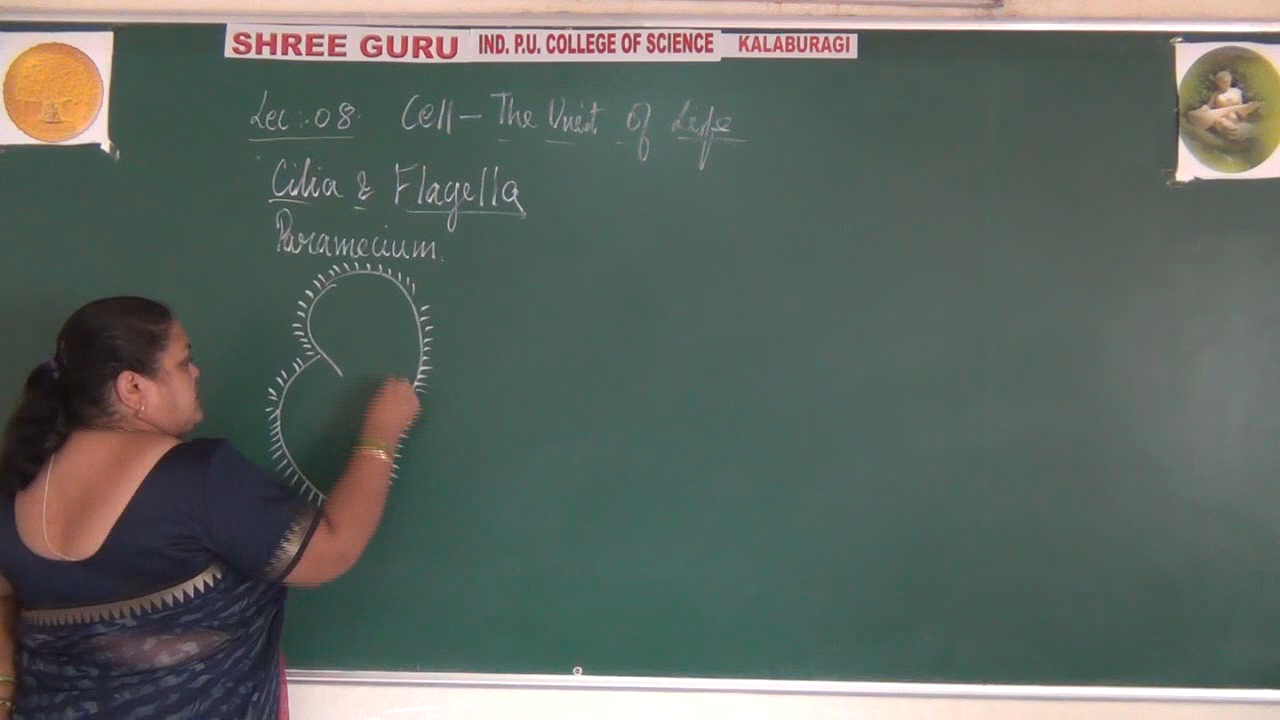 SHREE GURU IND. P.U. COLLEGE OF SCIENCE KALABURAGI
Lec:-08 Cell - The Unit of Life
Cilia & Flagella
Paramecium.